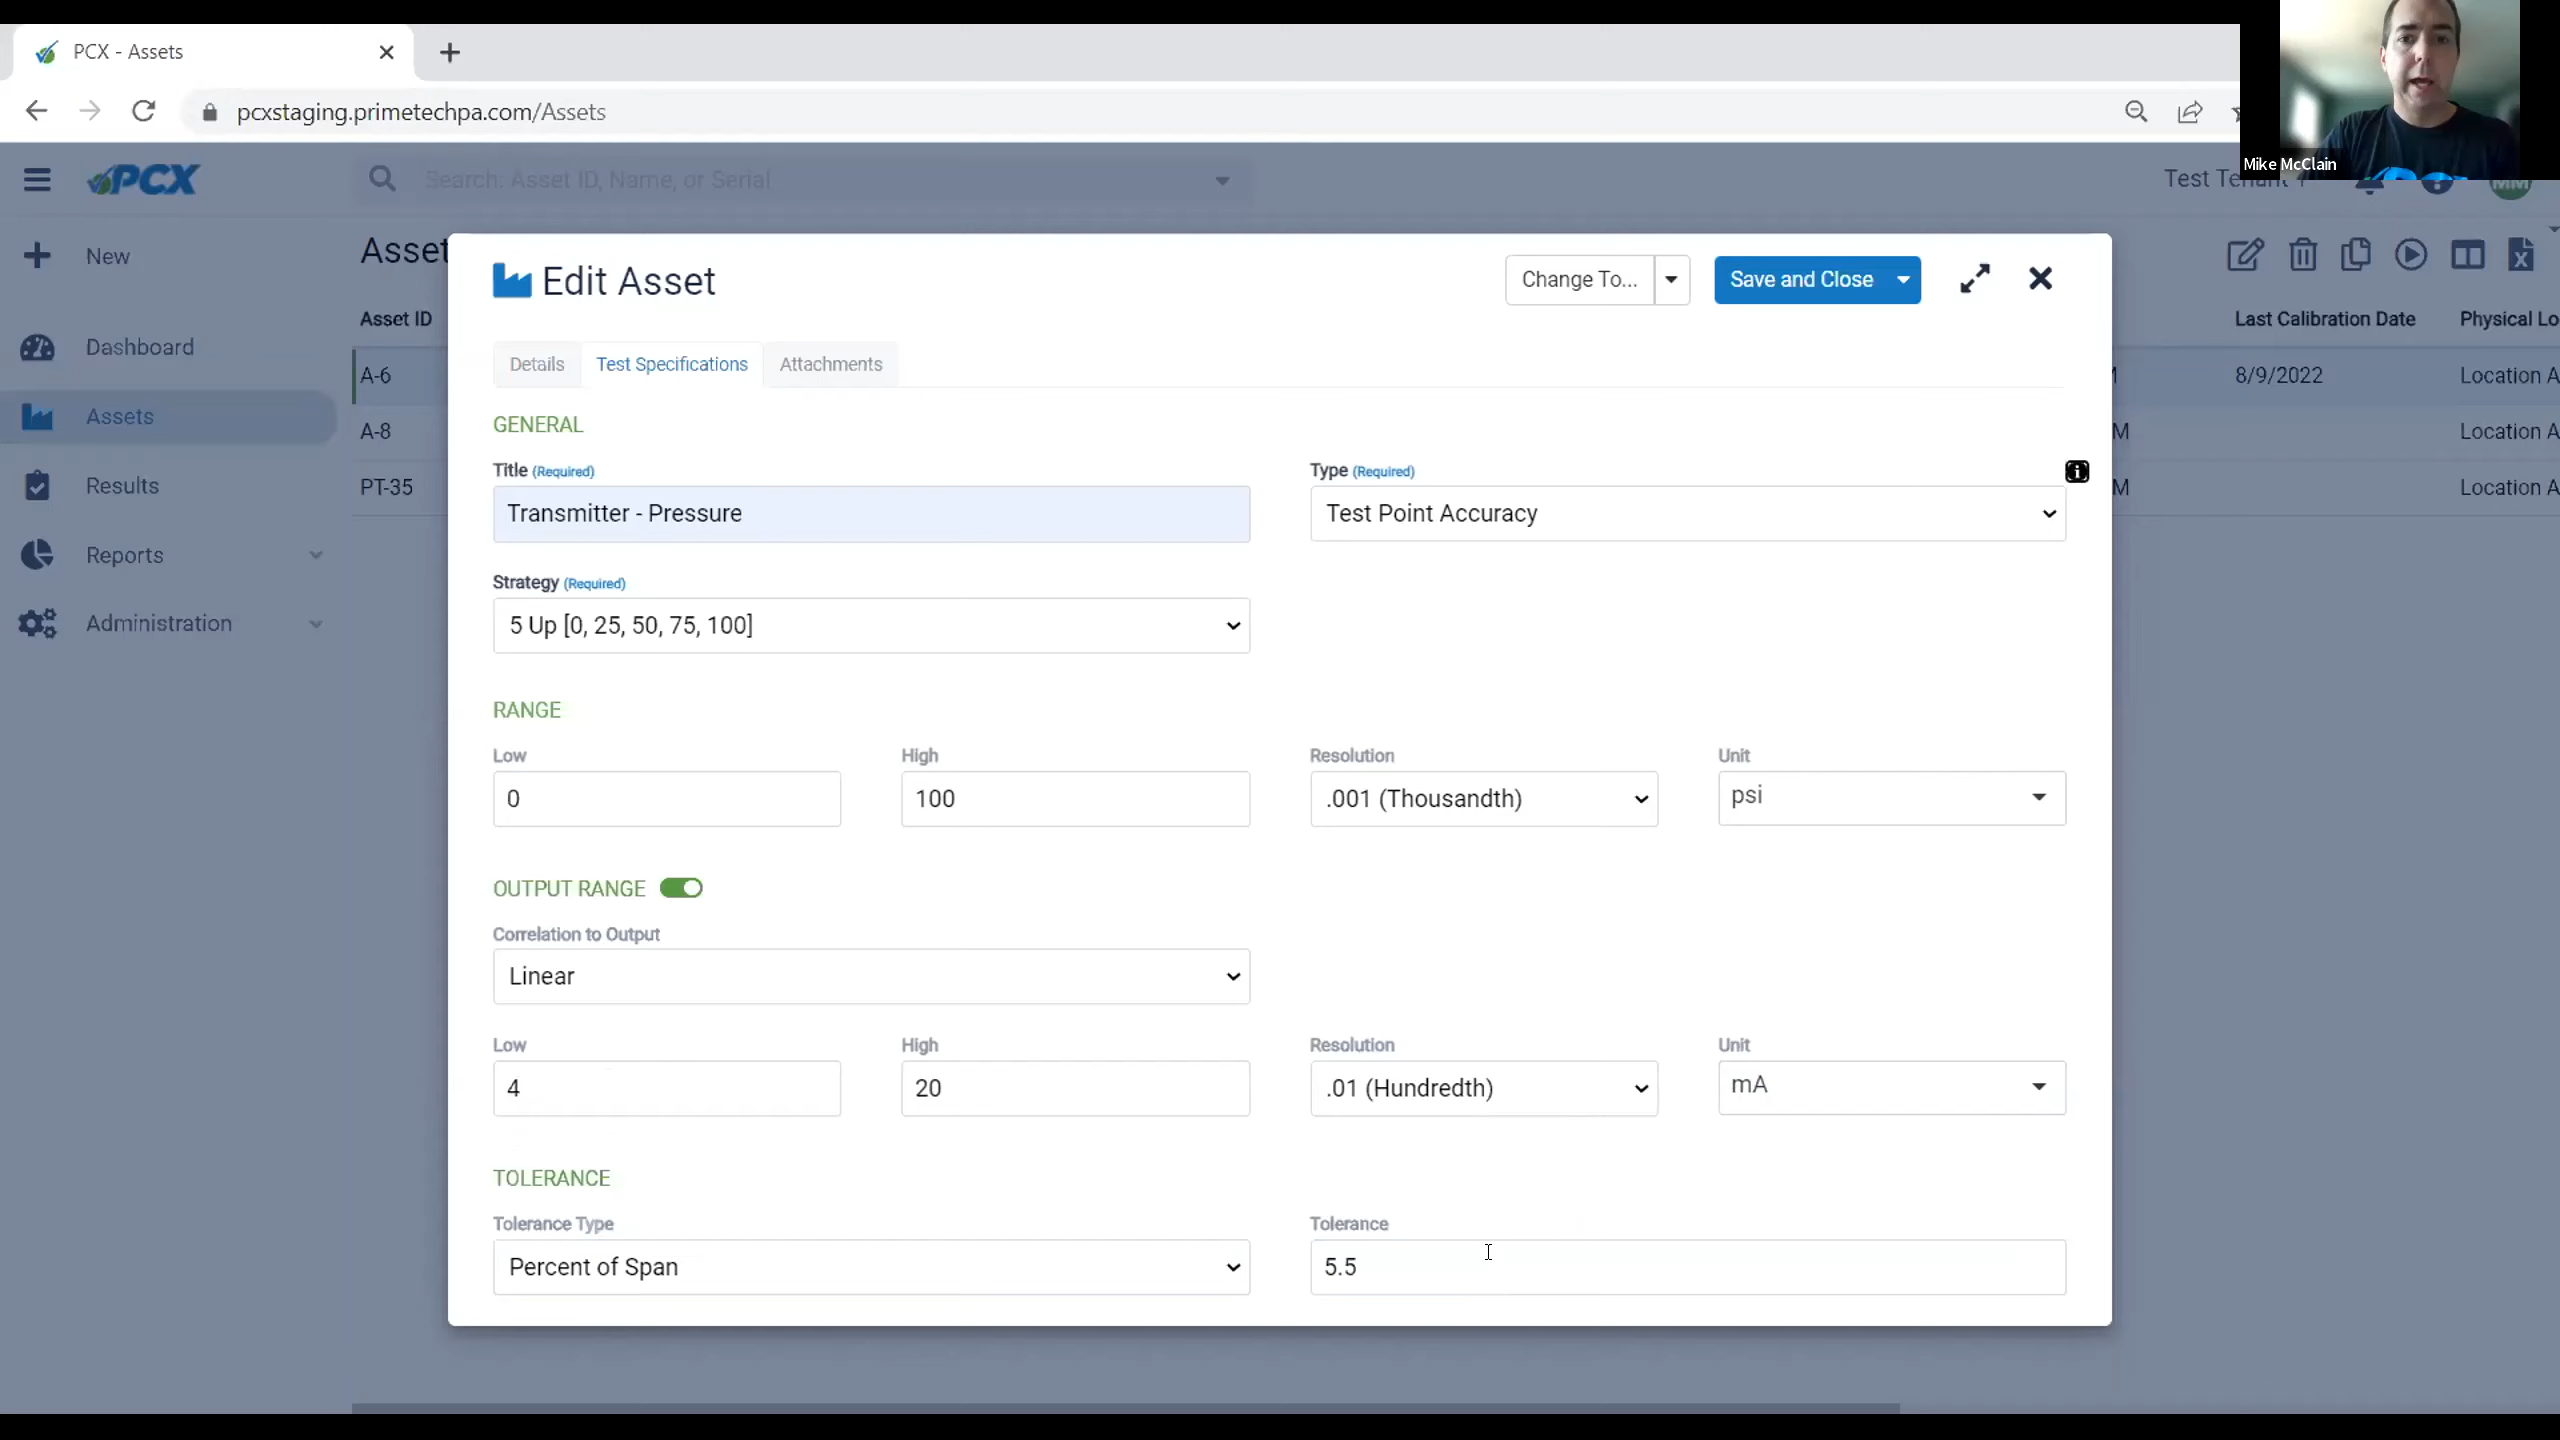 PCX - Assets
pcxstaging.primetechpa.com/Assets
Mike McClain
PCX
Search: Asset ID, Name, or Serial
Test Tenant
MM
New
Dashboard
Assets
Results
Reports
Administration
Asset
Asset ID
A-6
A-8
PT-35
Last Calibration Date
Physical Lo
8/9/2022
Location A
M
Location A
M
Location A
Edit Asset
Change To...
Save and Close
Details
Test Specifications
Attachments
GENERAL
Title (Required)
Type (Required)
Transmitter - Pressure
Test Point Accuracy
Strategy (Required)
5 Up [0, 25, 50, 75, 100]
RANGE
Low
High
Resolution
Unit
0
100
.001 (Thousandth)
psi
OUTPUT RANGE
Correlation to Output
Linear
Low
High
Resolution
Unit
4
20
.01 (Hundredth)
mA
TOLERANCE
Tolerance Type
Tolerance
Percent of Span
5.5